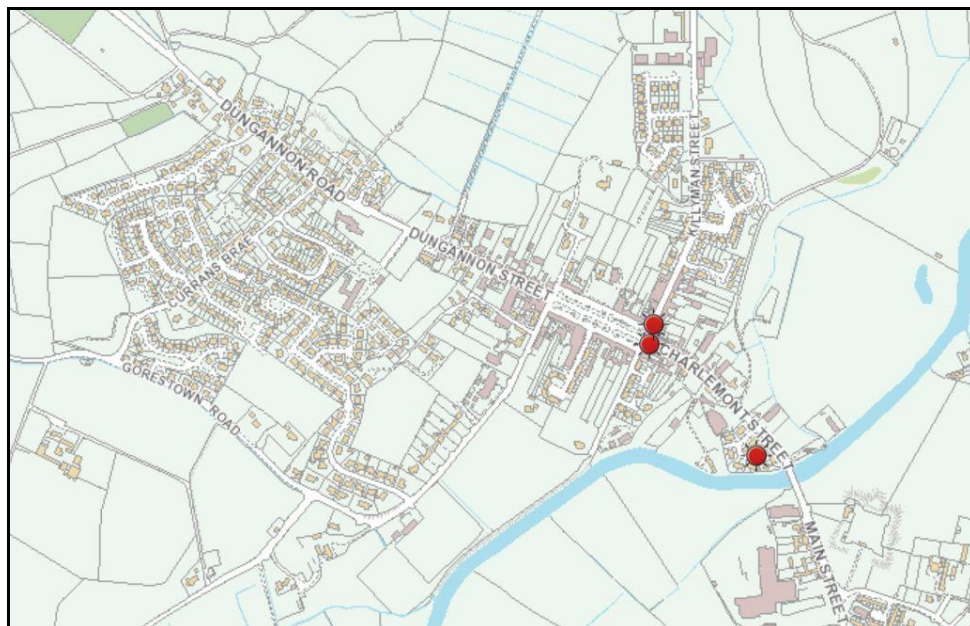 DUNGANNON ROAD
KILLYMAN STREET
DUNGANNON STREET
CURRANS BRAE
CHARLEMONT STREET
GORESTOWN ROAD
MAIN STREET